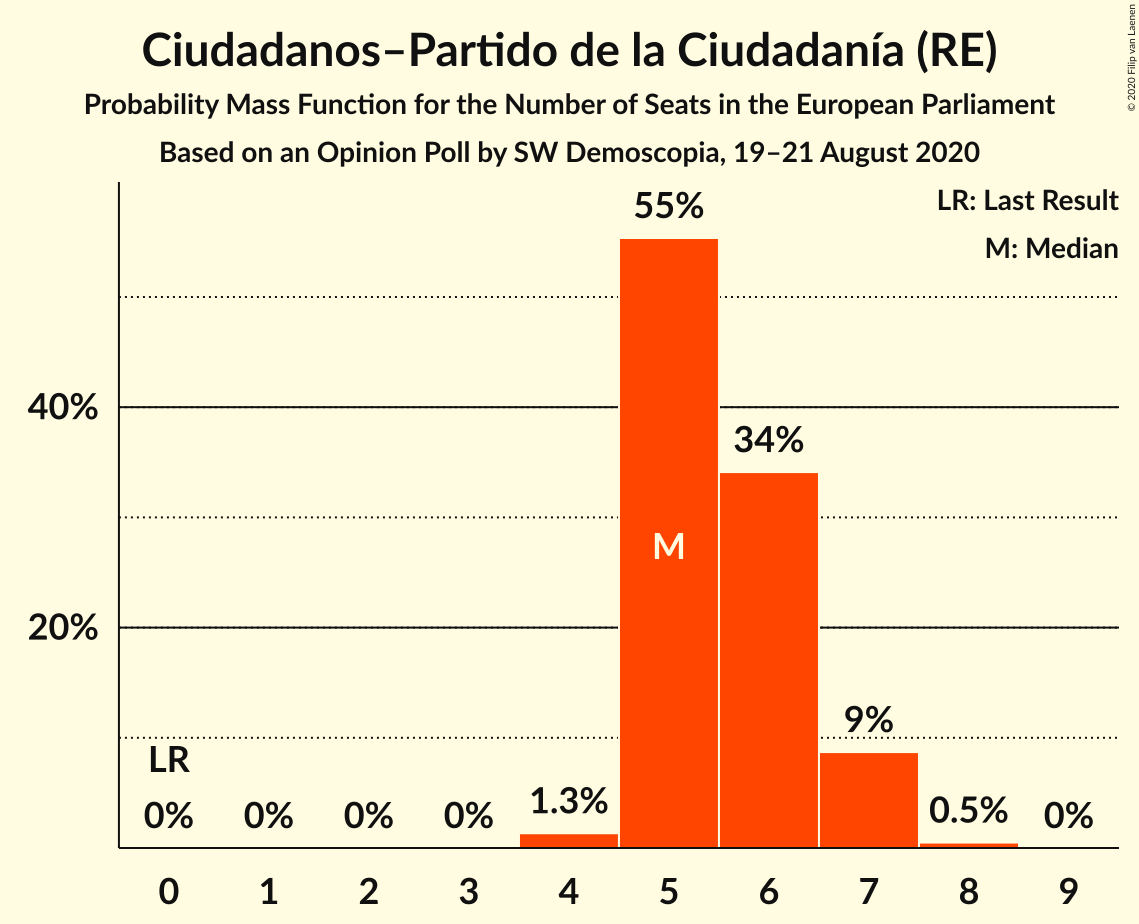 Ciudadanos–Partido de la Ciudadanía (RE)
Probability Mass Function for the Number of Seats in the European Parliament
Based on an Opinion Poll by SW Demoscopia, 19–21 August 2020
© 2020 Filip van Laenen
LR: Last Result
M: Median
55%
40%
34%
M
20%
9%
LR
0% 0% 0% 0% 1.3% 0.5% 0%
0 1 2 3 4 5 6 7 8 9